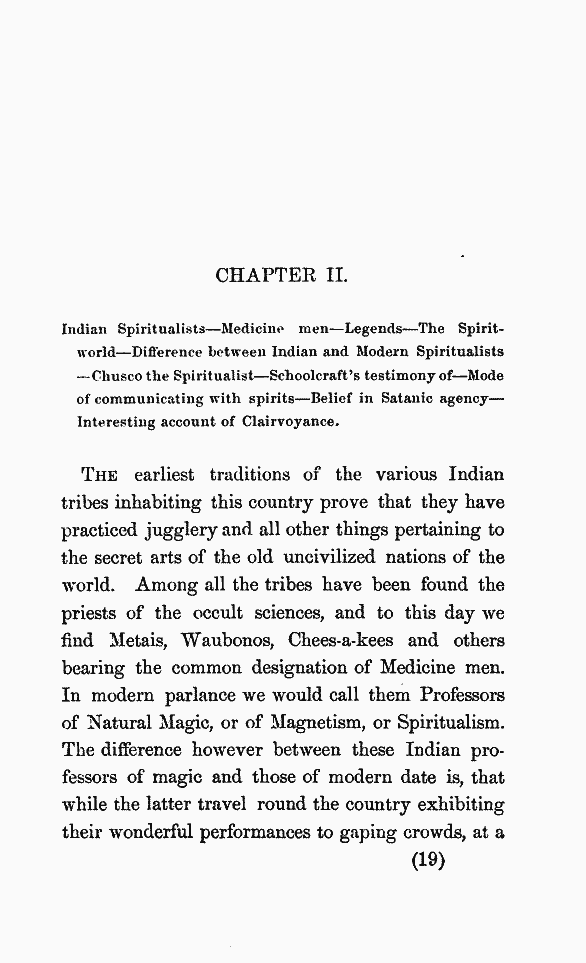 CHAPTER II.
Indian Spiritualists—Medicine men—Legends—The Spirit-
world—Difference between Indian and Modern Spiritualists
—Chusco the Spiritualist—Schoolcraft's testimony of—Mode
of communicating with spirits—Belief in Satanic agency—
Interesting account of Clairvoyance.
THE earliest traditions of the various Indian
tribes inhabiting this country prove that they have
practiced jugglery and all other things pertaining to
the secret arts of the old uncivilized nations of the
world. Among all the tribes have been found the
priests of the occult sciences, and to this day we
find Metais, Waubonos, Chees-a-kees and others
bearing the common designation of Medicine men.
In modern parlance we would call them Professors
of Natural Magic, or of Magnetism, or Spiritualism.
The difference however between these Indian pro-
fessors of magic and those of modern date is, that
while the latter travel round the country exhibiting
their wonderful performances to gaping crowds, at a
(19)